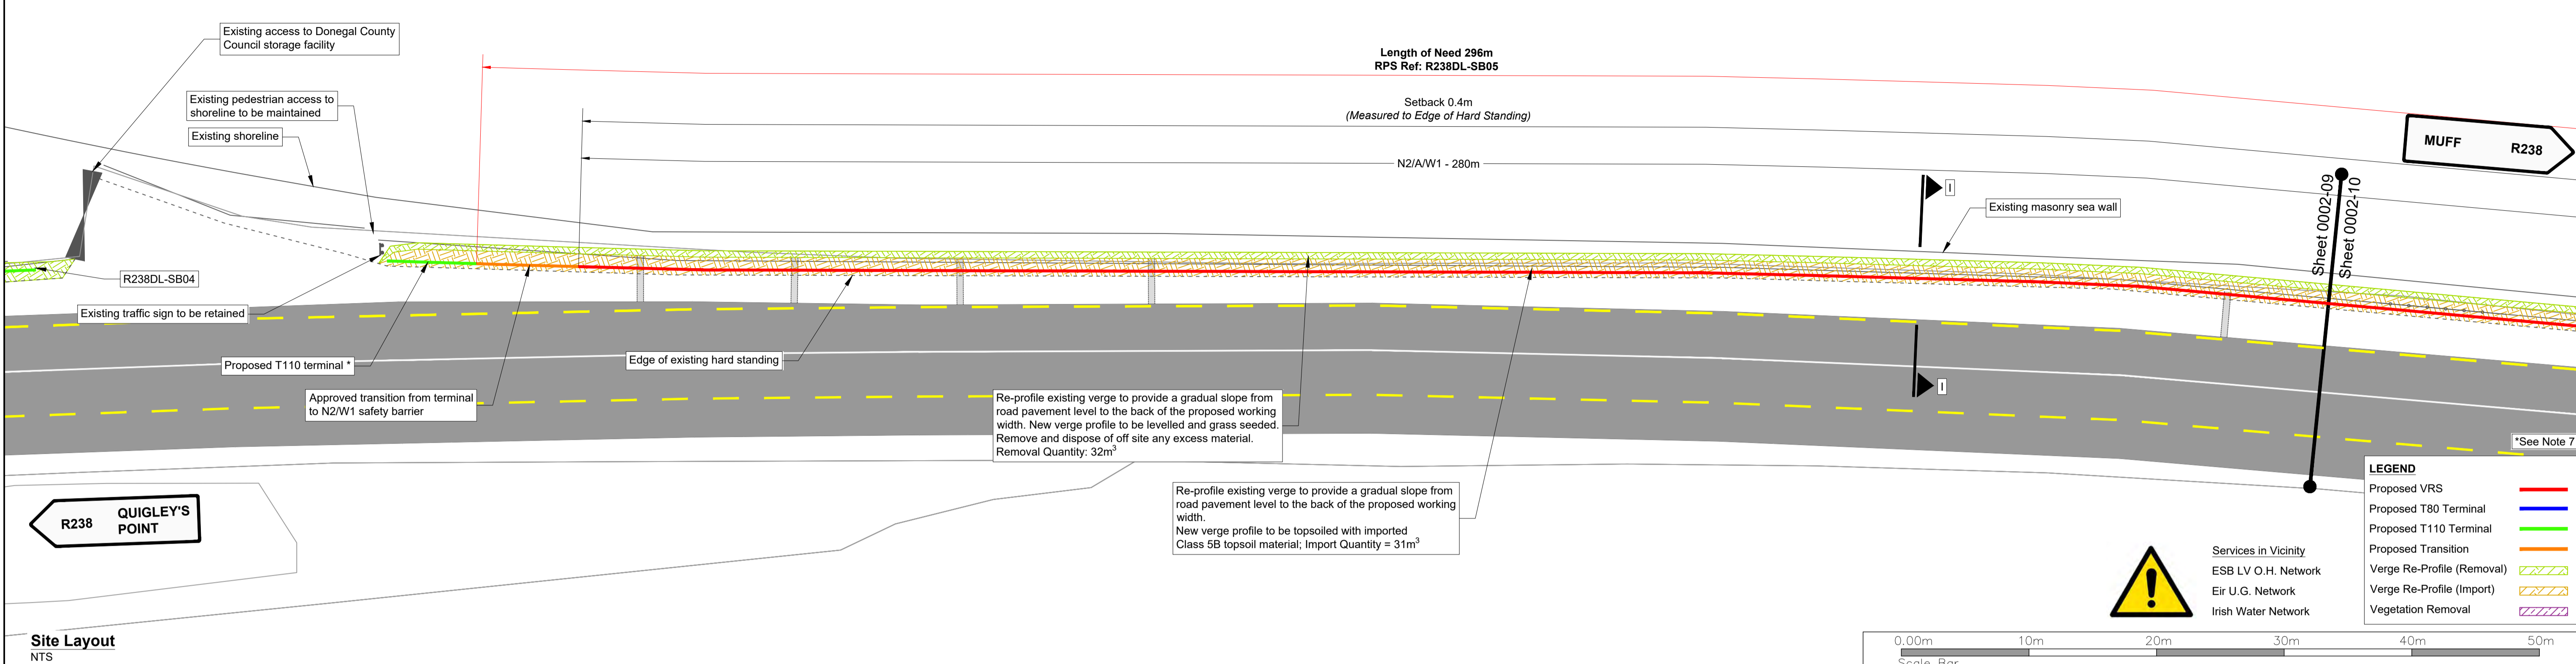 Existing access to Donegal County
Council storage facility
Length of Need 296m
RPS Ref: R238DL-SB05
Existing pedestrian access to
shoreline to be maintained
Existing shoreline
Setback 0.4m
(Measured to Edge of Hard Standing)
N2/A/W1 - 280m
MUFF R238
I
Existing masonry sea wall
Sheet 0002-09
Sheet 0002-10
R238DL-SB04
Existing traffic sign to be retained
Proposed T110 terminal *
Approved transition from terminal
to N2/W1 safety barrier
Edge of existing hard standing
Re-profile existing verge to provide a gradual slope from
road pavement level to the back of the proposed working
width. New verge profile to be levelled and grass seeded.
Remove and dispose of off site any excess material.
Removal Quantity: 32m³
I
Re-profile existing verge to provide a gradual slope from
road pavement level to the back of the proposed working
width.
New verge profile to be topsoiled with imported
Class 5B topsoil material; Import Quantity = 31m³
R238 QUIGLEY'S
POINT
*See Note 7
LEGEND
Proposed VRS
Proposed T80 Terminal
Proposed T110 Terminal
Proposed Transition
Verge Re-Profile (Removal)
Verge Re-Profile (Import)
Vegetation Removal
Services in Vicinity
ESB LV O.H. Network
Eir U.G. Network
Irish Water Network
Site Layout
NTS
0.00m 10m 20m 30m 40m 50m
Scale Bar